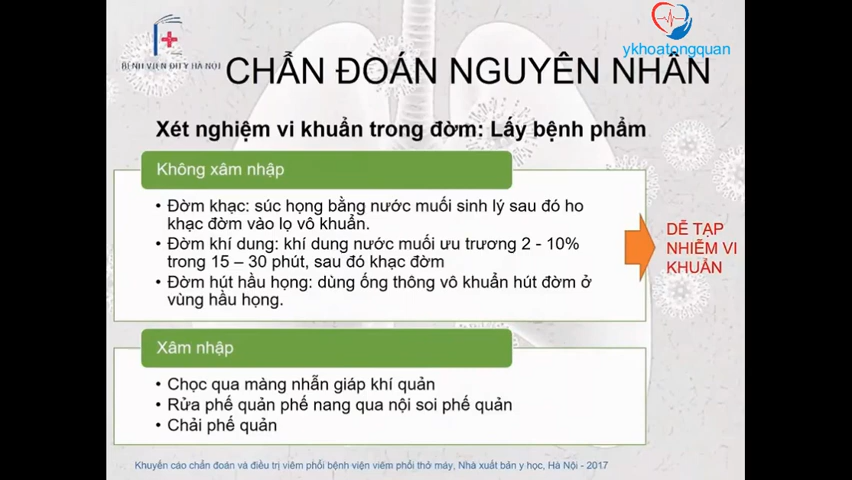 ykhoatongquan
BỆNH VIỆN ĐHY HÀ NỘI
CHẨN ĐOÁN NGUYÊN NHÂN
Xét nghiệm vi khuẩn trong đờm: Lấy bệnh phẩm
Không xâm nhập
• Đờm khạc: súc họng bằng nước muối sinh lý sau đó ho
khạc đờm vào lọ vô khuẩn.
• Đờm khí dung: khí dung nước muối ưu trương 2 - 10%
trong 15 – 30 phút, sau đó khạc đờm
• Đờm hút hầu họng: dùng ống thông vô khuẩn hút đờm ở
vùng hầu họng.
DỄ TẠP
NHIỄM VI
KHUẨN
Xâm nhập
• Chọc qua màng nhẫn giáp khí quản
• Rửa phế quản phế nang qua nội soi phế quản
• Chải phế quản
Khuyến cáo chẩn đoán và điều trị viêm phổi bệnh viện viêm phổi thở máy, Nhà xuất bản y học, Hà Nội - 2017